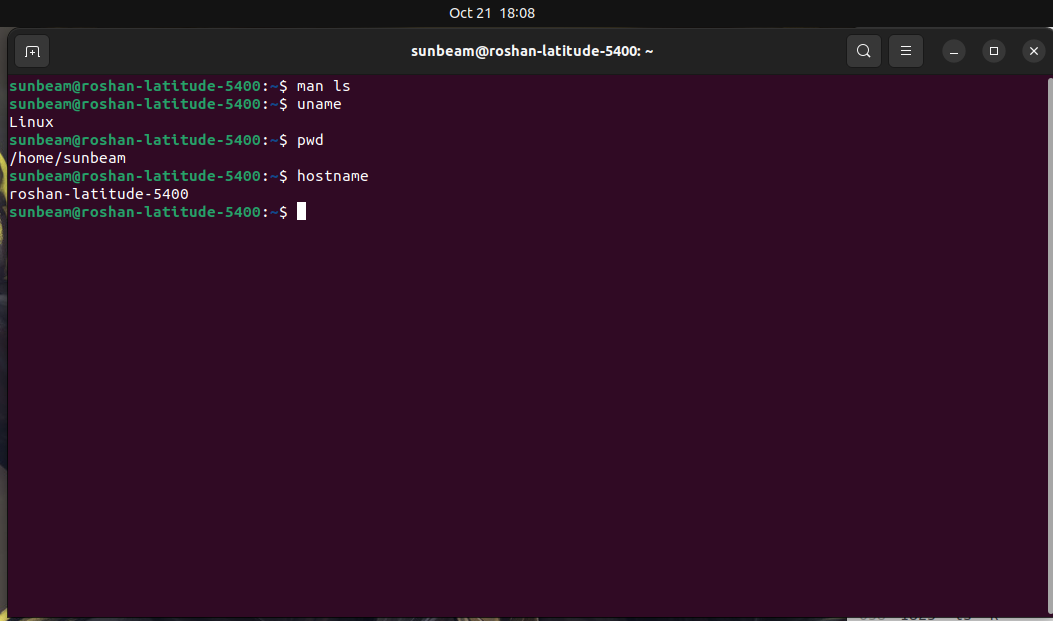 Oct 21 18:08
sunbeam@roshan-latitude-5400: ~
sunbeam@roshan-latitude-5400:~$ man ls
sunbeam@roshan-latitude-5400:~$ uname
Linux
sunbeam@roshan-latitude-5400:~$ pwd
/home/sunbeam
sunbeam@roshan-latitude-5400:~$ hostname
roshan-latitude-5400
sunbeam@roshan-latitude-5400:~$